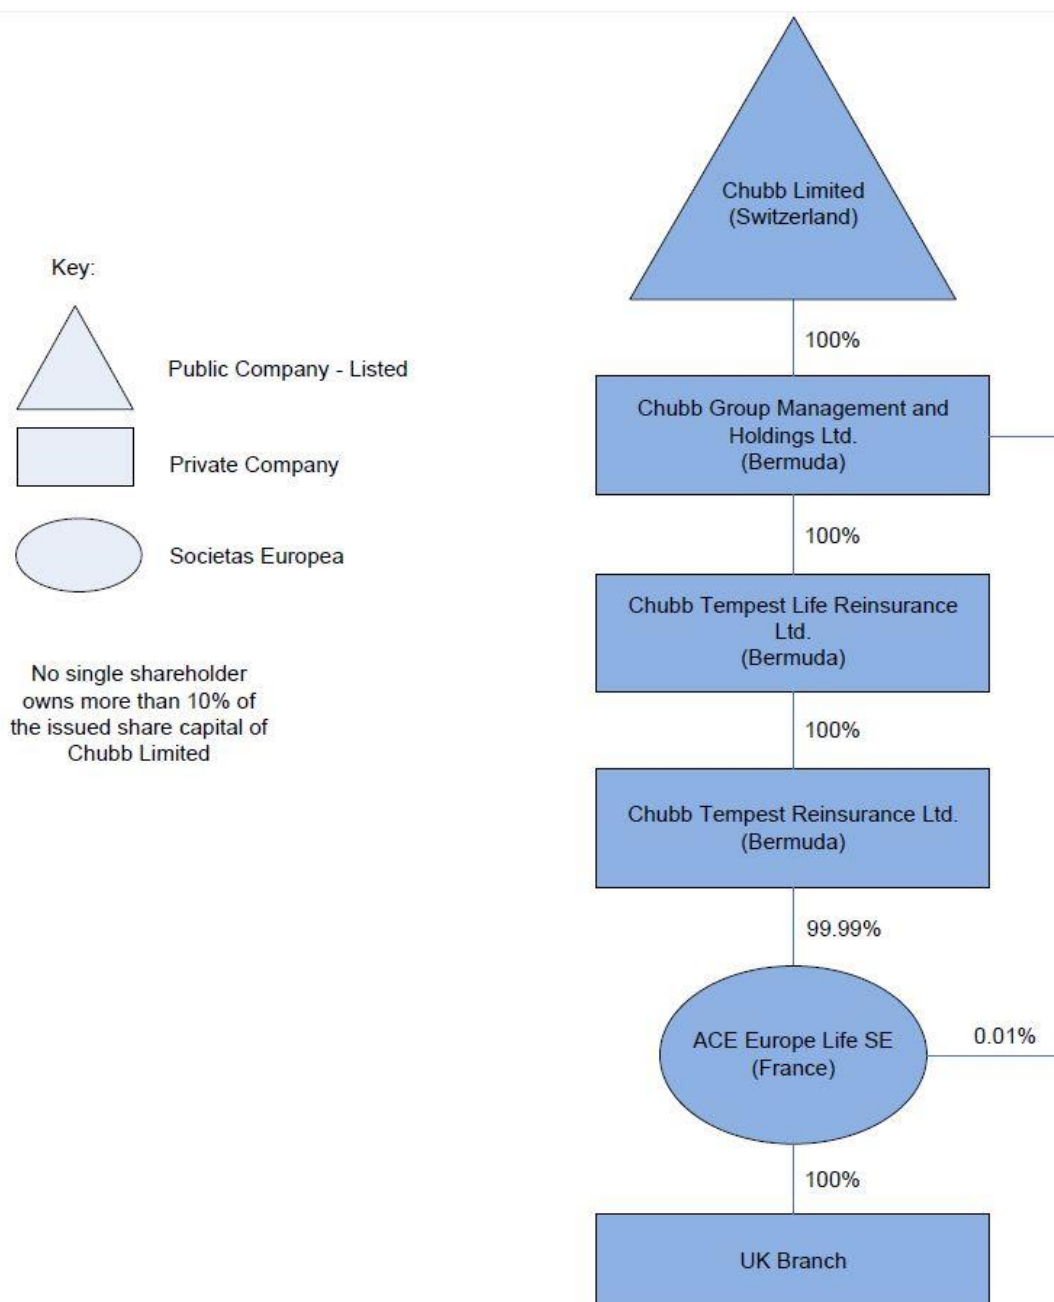 Chubb Limited
(Switzerland)
Key:
Public Company - Listed
100%
Chubb Group Management and
Holdings Ltd.
(Bermuda)
Private Company
100%
Societas Europea
Chubb Tempest Life Reinsurance
Ltd.
(Bermuda)
No single shareholder
owns more than 10% of
the issued share capital of
Chubb Limited
100%
Chubb Tempest Reinsurance Ltd.
(Bermuda)
99.99%
ACE Europe Life SE
(France)
0.01%
100%
UK Branch